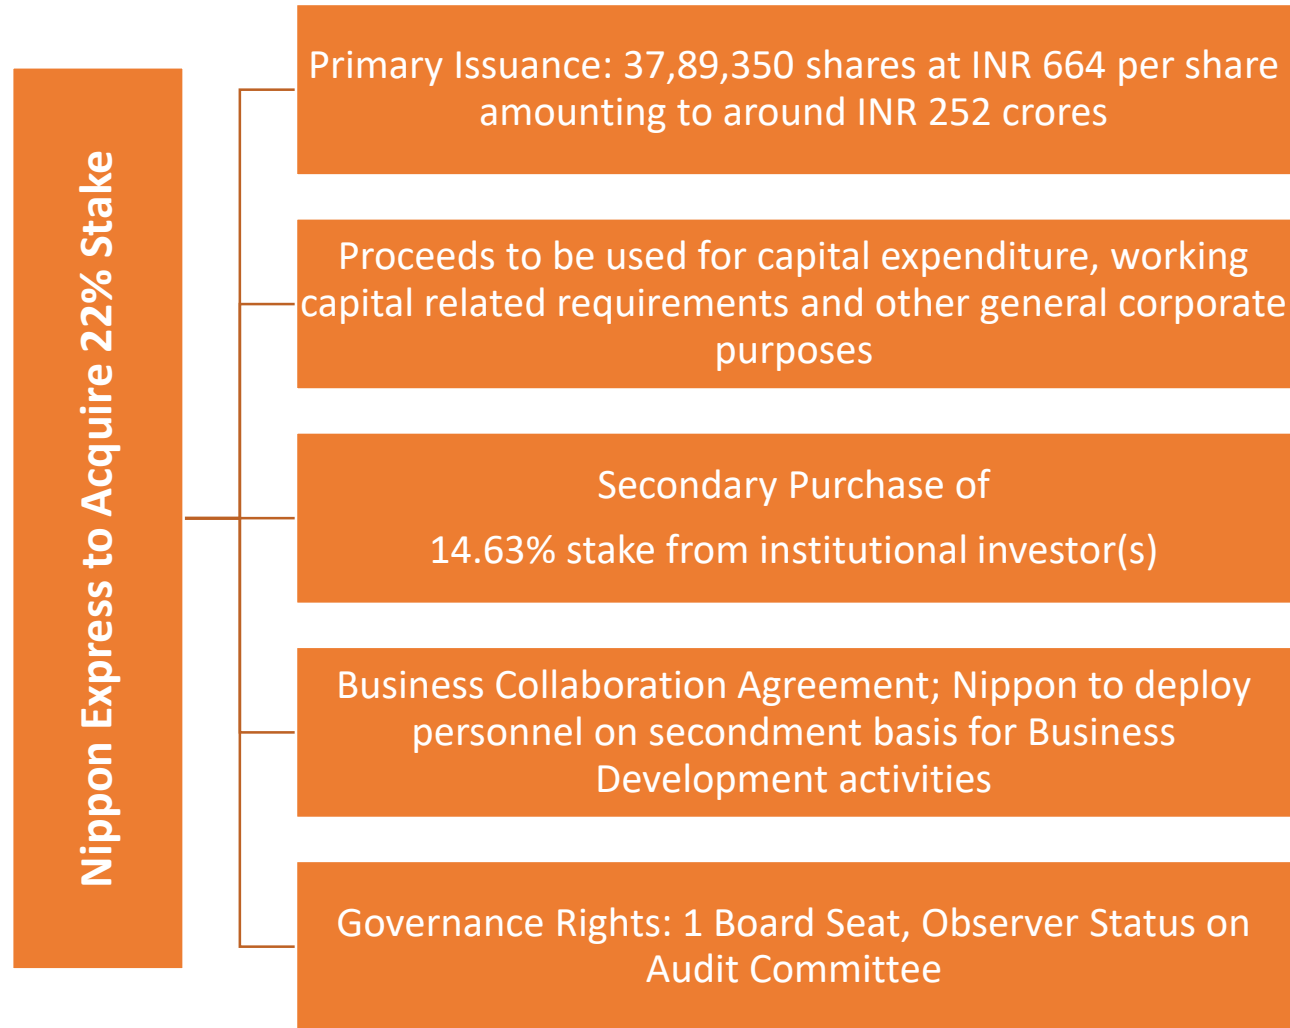 Nippon Express to Acquire 22% Stake
Primary Issuance: 37,89,350 shares at INR 664 per share
amounting to around INR 252 crores
Proceeds to be used for capital expenditure, working
capital related requirements and other general corporate
purposes
Secondary Purchase of
14.63% stake from institutional investor(s)
Business Collaboration Agreement; Nippon to deploy
personnel on secondment basis for Business
Development activities
Governance Rights: 1 Board Seat, Observer Status on
Audit Committee